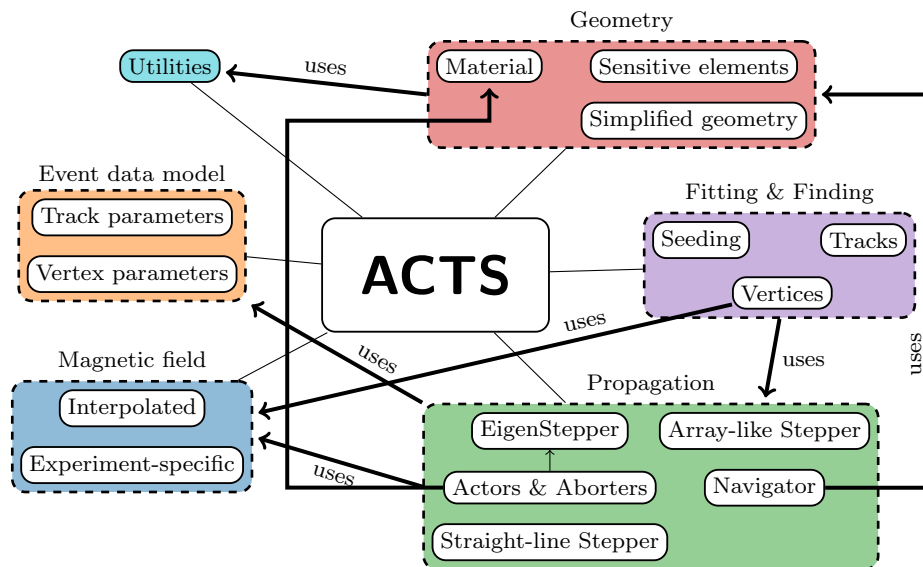 Geometry
Utilities
uses
Material
Sensitive elements
Simplified geometry
Event data model
Track parameters
Vertex parameters
ACTS
Fitting & Finding
Seeding
Tracks
Vertices
uses
uses
uses
uses
Magnetic field
Interpolated
Experiment-specific
uses
Propagation
EigenStepper
Array-like Stepper
Actors & Aborters
Navigator
Straight-line Stepper